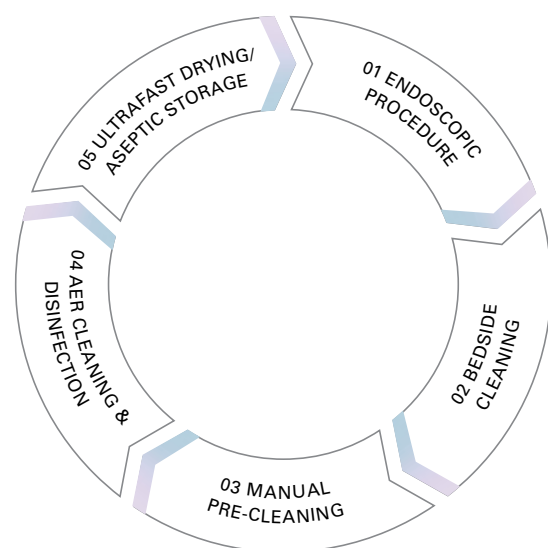 01 ENDOSCOPIC
PROCEDURE
02 BEDSIDE
CLEANING
03 MANUAL
PRE-CLEANING
04 AER CLEANING &
DISINFECTION
05 ULTRAFAST DRYING/
ASEPTIC STORAGE